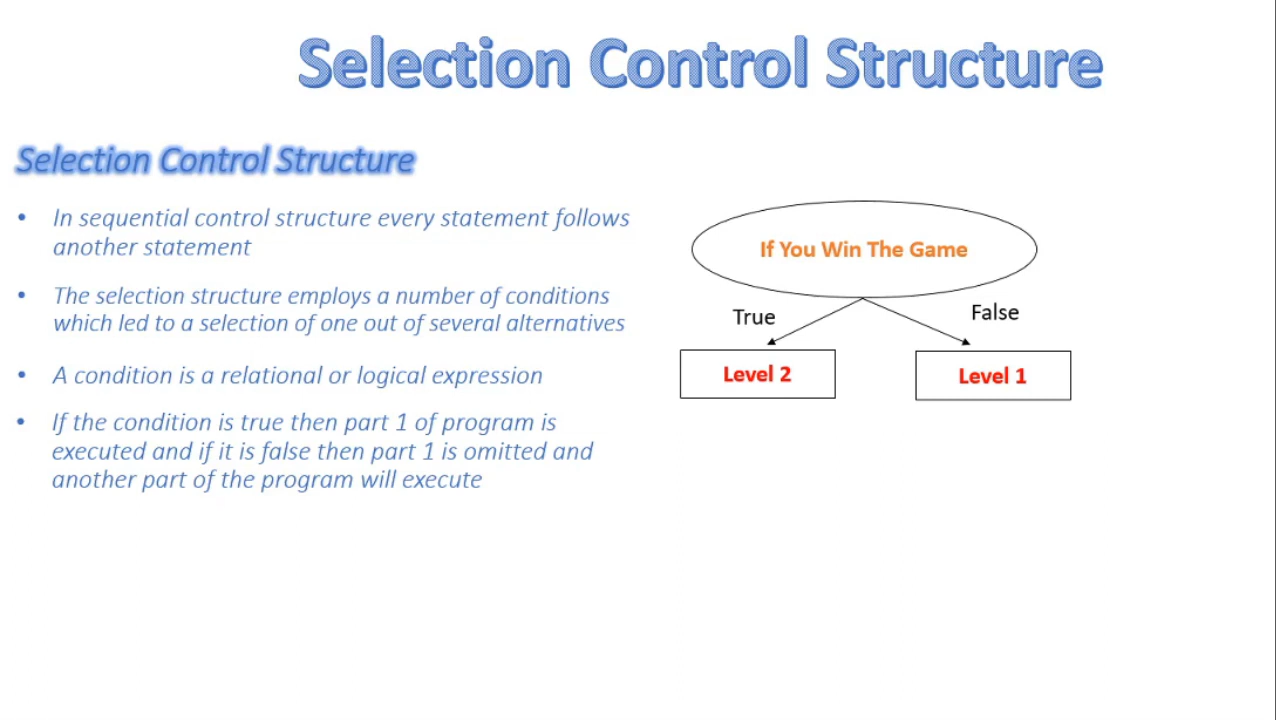 Selection Control Structure
Selection Control Structure
• In sequential control structure every statement follows
another statement
• The selection structure employs a number of conditions
which led to a selection of one out of several alternatives
• A condition is a relational or logical expression
• If the condition is true then part 1 of program is
executed and if it is false then part 1 is omitted and
another part of the program will execute
If You Win The Game
True
False
Level 2
Level 1